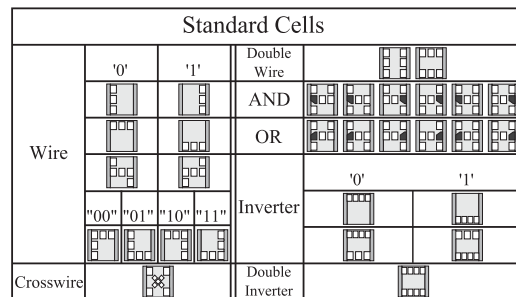 Standard Cells
Wire
'0' '1'
"00" "01" "10" "11"
Crosswire
Double
Wire
AND
OR
Inverter
'0' '1'
Double
Inverter